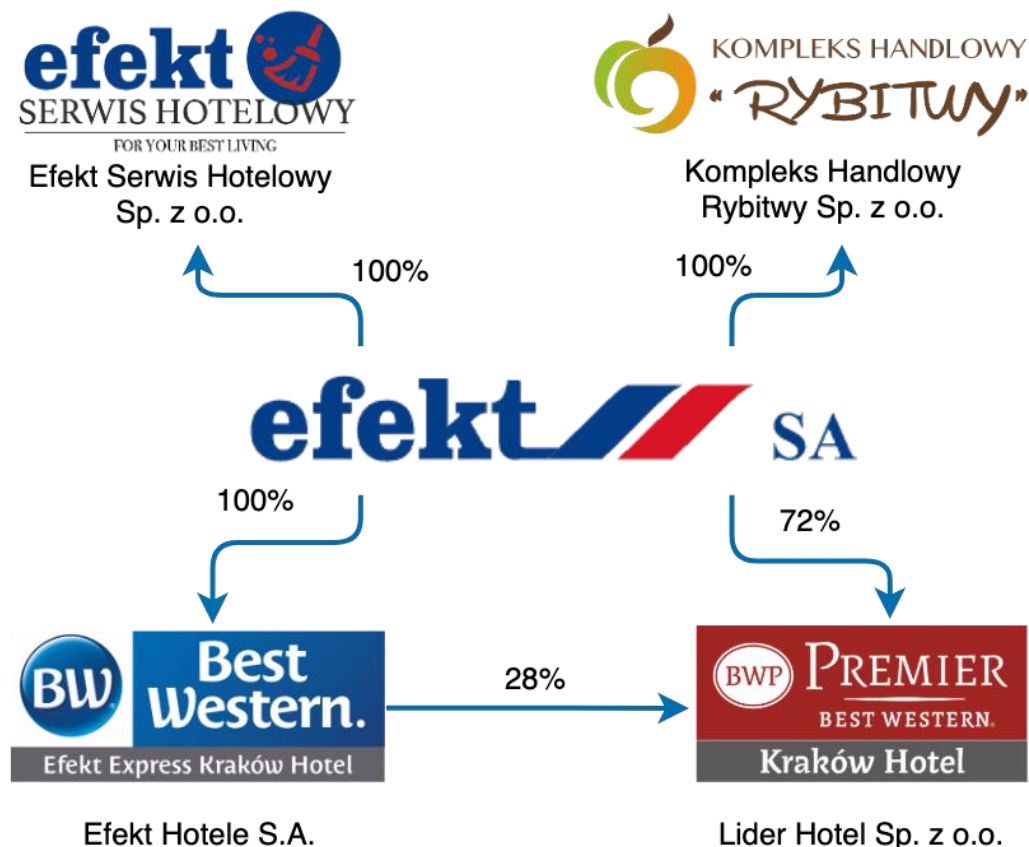 efekt
SERWIS HOTELOWY
FOR YOUR BEST LIVING
Efekt Serwis Hotelowy
Sp. z o.o.
KOMPLEKS HANDLOWY
"RYBITWY"
Kompleks Handlowy
Rybitwy Sp. z o.o.
100%
100%
efekt SA
100%
72%
BW
Best
Western.
Efekt Express Kraków Hotel
28%
BWP
PREMIER
BEST WESTERN.
Kraków Hotel
Efekt Hotele S.A.
Lider Hotel Sp. z o.o.